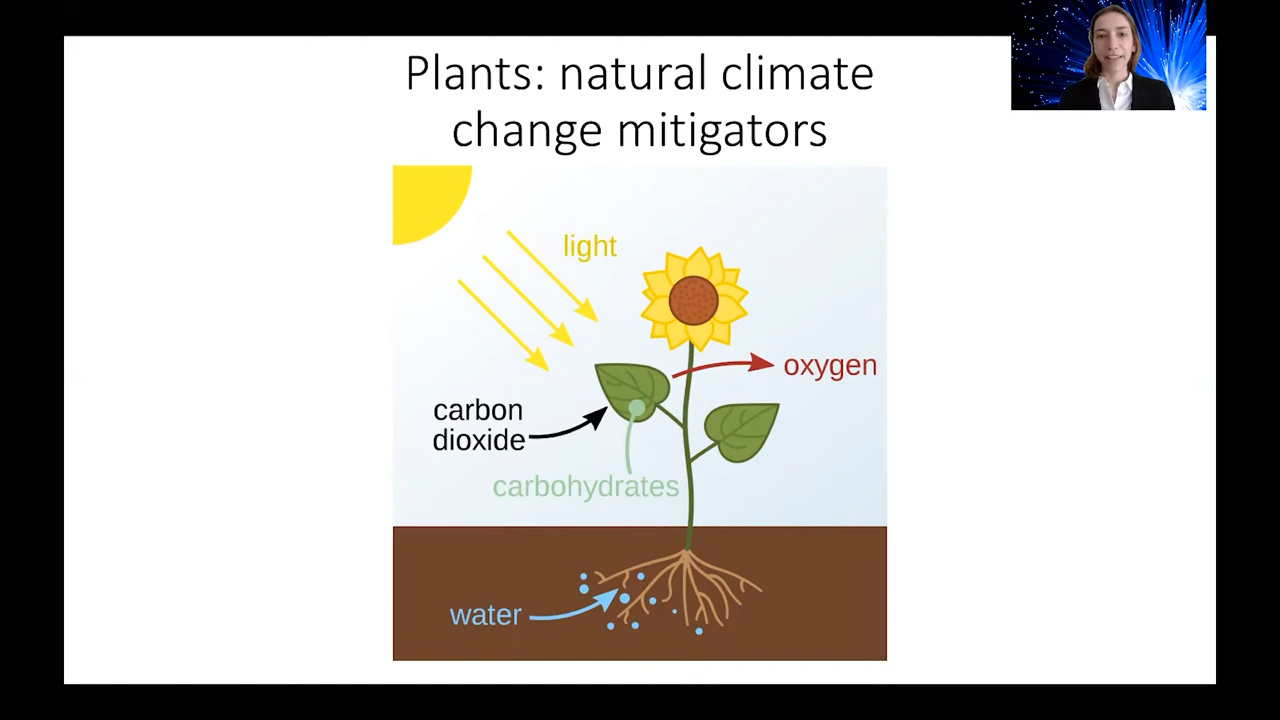 Plants: natural climate
change mitigators
light
oxygen
carbon
dioxide
carbohydrates
water